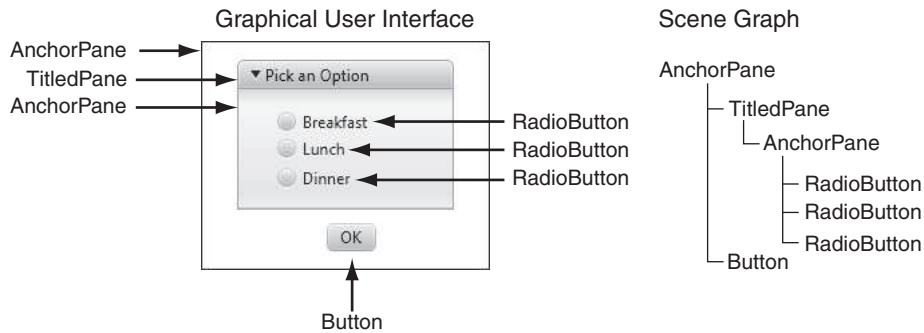 Graphical User Interface
AnchorPane
TitledPane
AnchorPane
Pick an Option
Breakfast
Lunch
Dinner
RadioButton
RadioButton
RadioButton
OK
Button
Scene Graph
AnchorPane
TitledPane
AnchorPane
RadioButton
RadioButton
RadioButton
Button